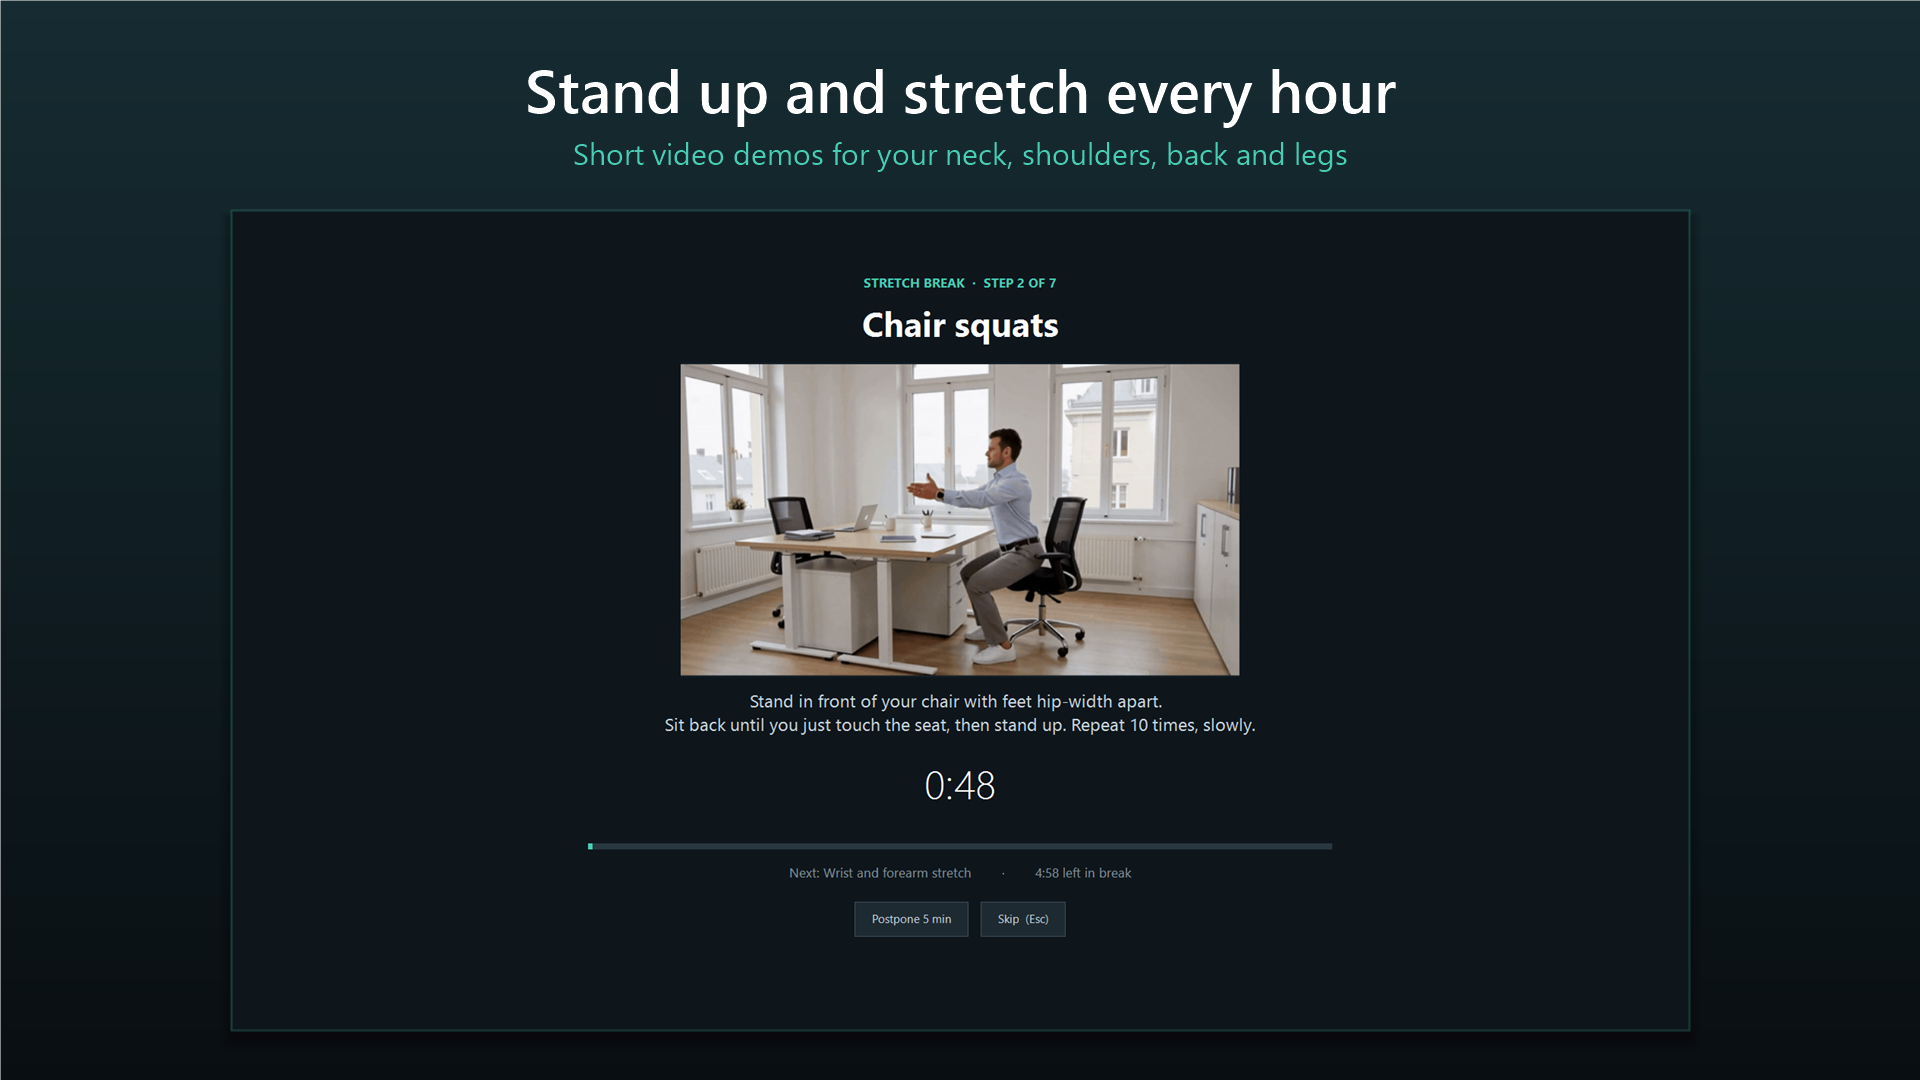 Stand up and stretch every hour
Short video demos for your neck, shoulders, back and legs
STRETCH BREAK · STEP 2 OF 7
Chair squats
Stand in front of your chair with feet hip-width apart.
Sit back until you just touch the seat, then stand up. Repeat 10 times, slowly.
0:48
Next: Wrist and forearm stretch · 4:58 left in break
Postpone 5 min
Skip (Esc)